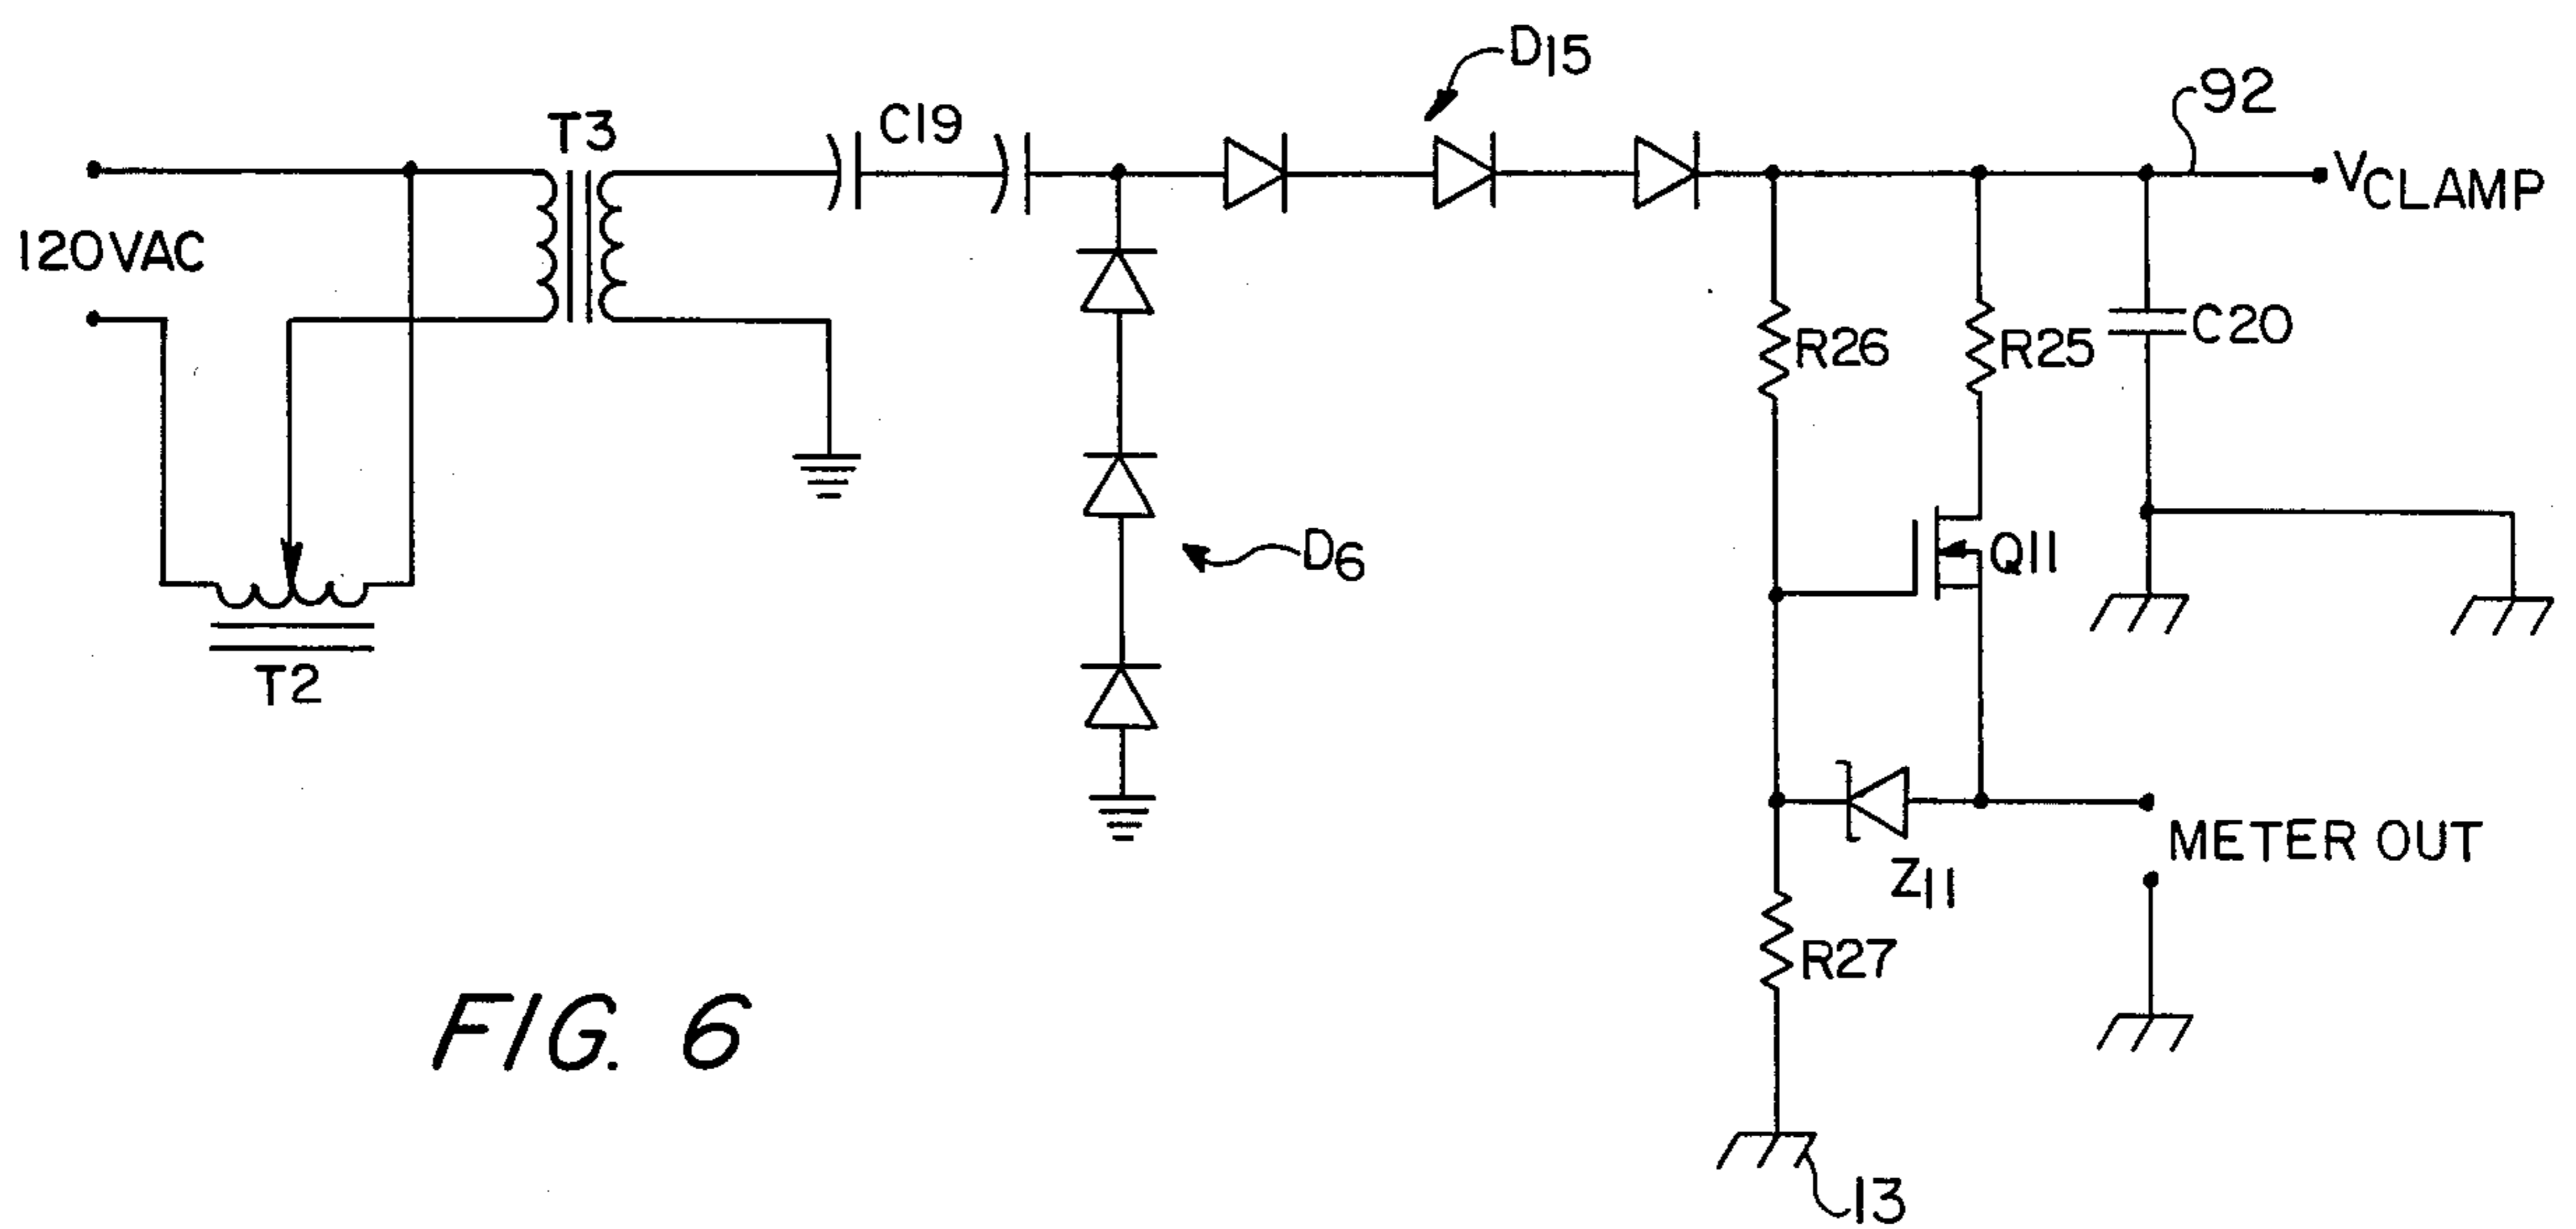 D15
92
T3
C19
VCLAMP
120VAC
R26
R25
C20
Q11
D6
T2
METER OUT
Z11
R27
FIG. 6
13